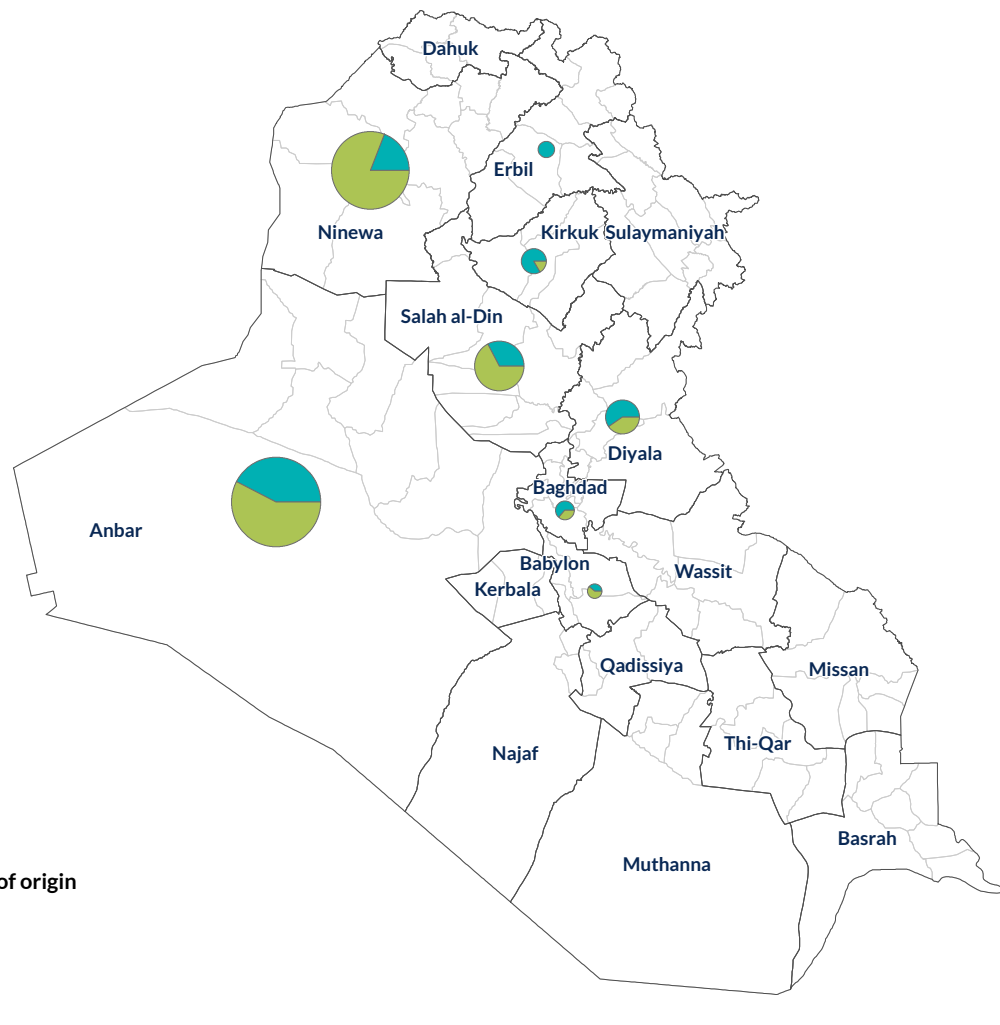 Dahuk
Erbil
Ninewa
Kirkuk
Sulaymaniyah
Salah al-Din
Diyala
Baghdad
Anbar
Babylon
Wassit
Kerbala
Qadissiya
Missan
Najaf
Thi-Qar
Basrah
Muthanna
of origin